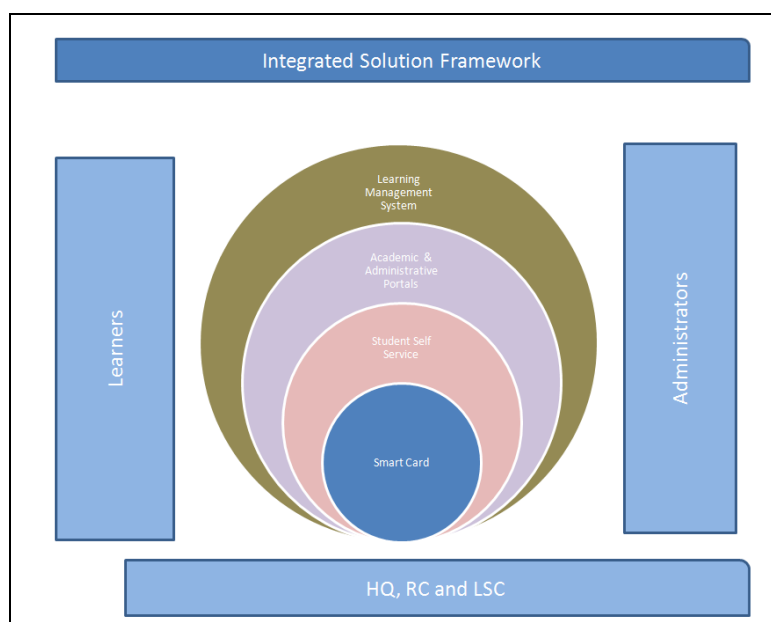 Integrated Solution Framework
Learners
Learning
Management
System
Academic &
Administrative
Portals
Student Self
Service
Smart Card
Administrators
HQ, RC and LSC